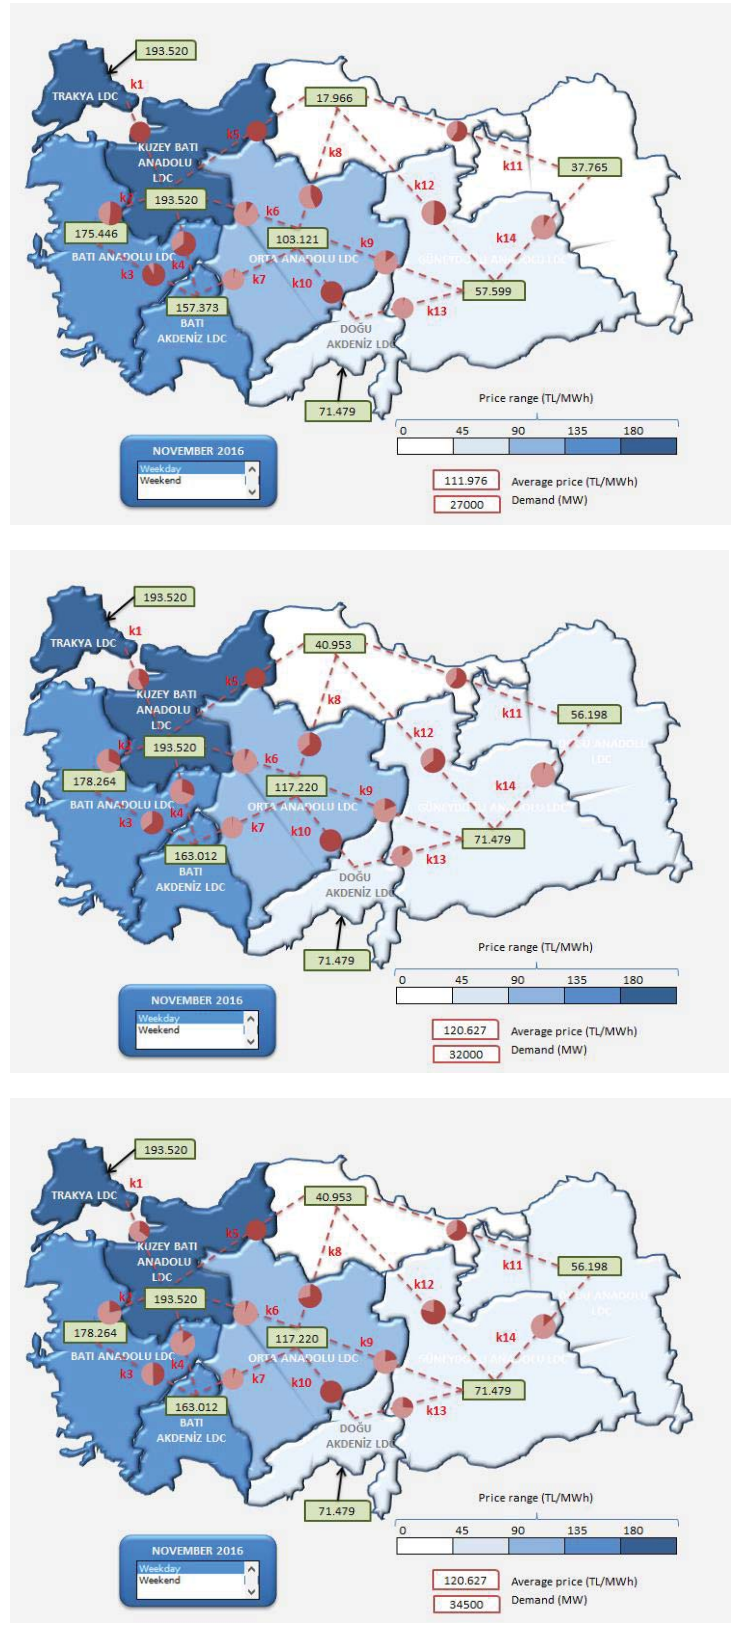 193.520
k1
TRAKYA LDC
17.966
k5
KUZEY BATI
ANADOLU
LDC
k8
k11
37.765
k12
193.520
k6
175.446
k14
103.121
k9
BATI ANADOLU LDC
ORTA ANADOLU LDC
k3
k4
k7
k10
57.599
157.373
k13
BATI
AKDENİZ LDC
DOĞU
AKDENİZ LDC
71.479
Price range (TL/MWh)
0 45 90 135 180
NOVEMBER 2016
Weekday
Weekend
111.976 Average price (TL/MWh)
27000 Demand (MW)
193.520
k1
TRAKYA LDC
40.953
k5
KUZEY BATI
ANADOLU
LDC
k8
k11
56.198
k12
193.520
k6
LDC
178.264
k14
117.220
k9
BATI ANADOLU LDC
ORTA ANADOLU LDC
GÜNEYDOĞU ANADOLU LDC
k3
k4
k7
k10
71.479
163.012
k13
BATI
AKDENİZ LDC
DOĞU
AKDENİZ LDC
71.479
Price range (TL/MWh)
0 45 90 135 180
NOVEMBER 2016
Weekday
Weekend
120.627 Average price (TL/MWh)
32000 Demand (MW)
193.520
k1
TRAKYA LDC
40.953
k5
KUZEY BATI
ANADOLU
LDC
k8
k11
56.198
k12
193.520
k6
LDC
178.264
k14
117.220
k9
BATI ANADOLU LDC
ORTA ANADOLU LDC
GÜNEYDOĞU ANADOLU LDC
k3
k4
k7
k10
71.479
163.012
k13
BATI
AKDENİZ LDC
DOĞU
AKDENİZ LDC
71.479
Price range (TL/MWh)
0 45 90 135 180
NOVEMBER 2016
Weekday
Weekend
120.627 Average price (TL/MWh)
34500 Demand (MW)